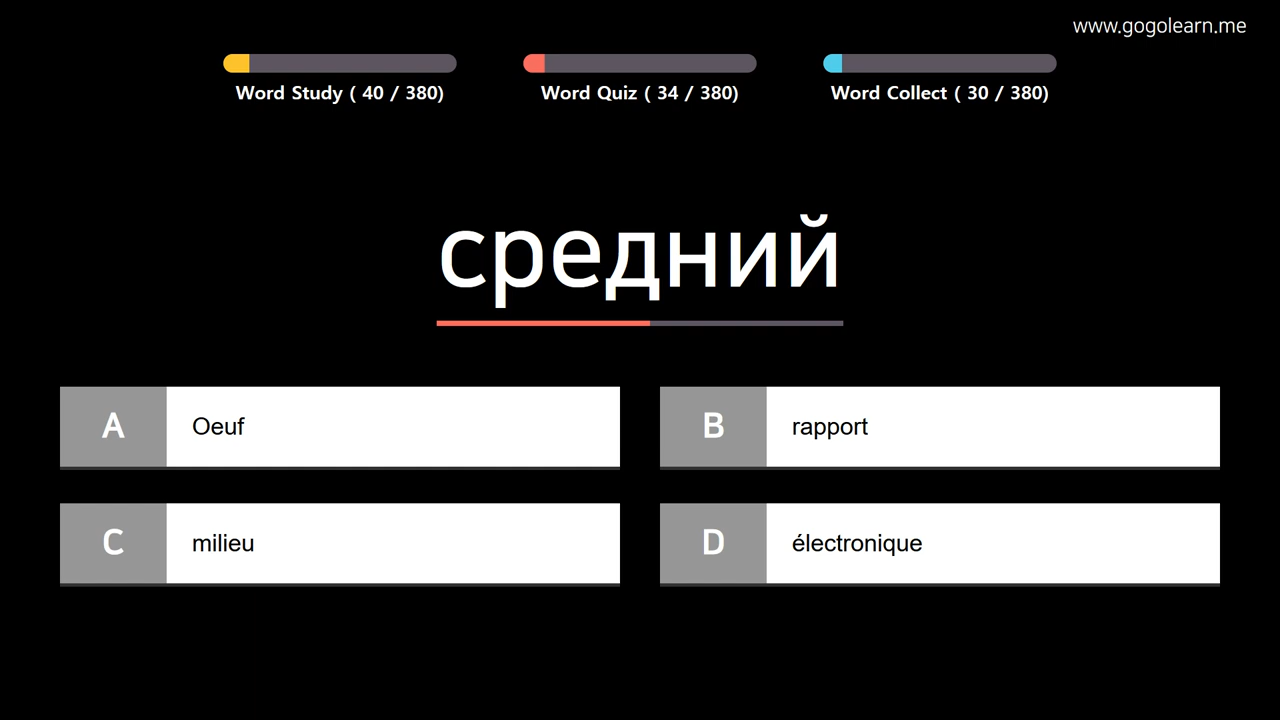 www.gogolearn.me
Word Study ( 40 / 380)
Word Quiz ( 34 / 380)
Word Collect ( 30 / 380)
средний
A Oeuf
B rapport
C milieu
D électronique